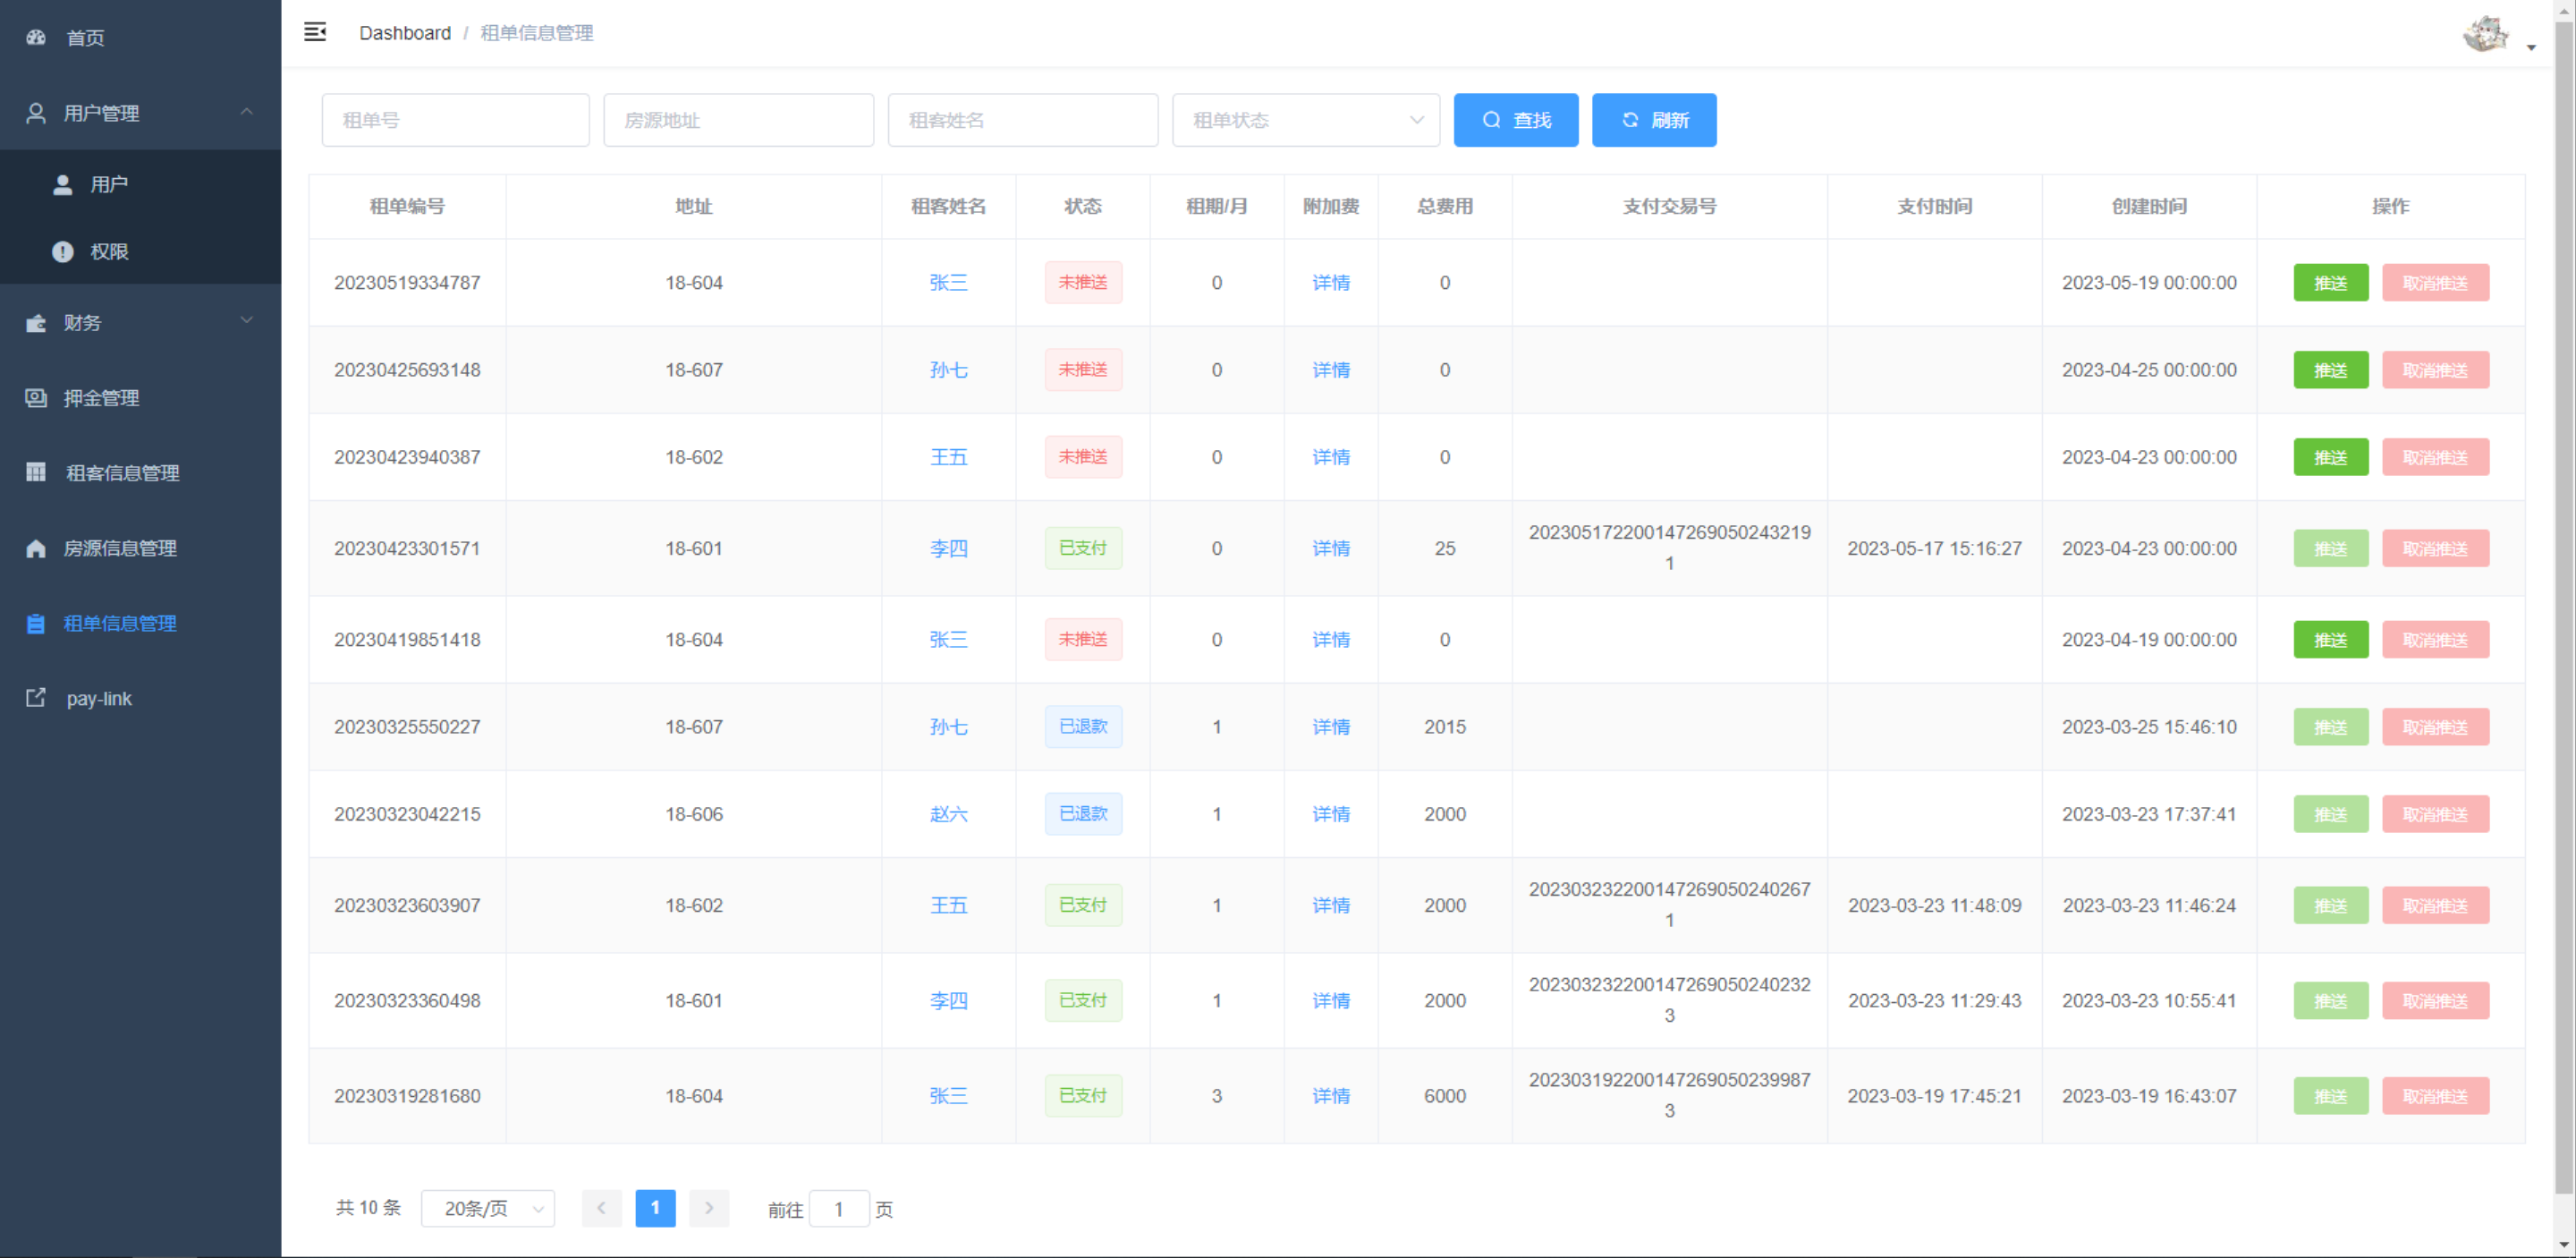 首页
用户管理
用户
权限
财务
押金管理
租客信息管理
房源信息管理
租单信息管理
pay-link
Dashboard / 租单信息管理
租单号 房源地址 租客姓名 租单状态 查找 刷新
租单编号 地址 租客姓名 状态 租期/月 附加费 总费用 支付交易号 支付时间 创建时间 操作
20230519334787 18-604 张三 未推送 0 详情 0 2023-05-19 00:00:00 推送 取消推送
20230425693148 18-607 孙七 未推送 0 详情 0 2023-04-25 00:00:00 推送 取消推送
20230423940387 18-602 王五 未推送 0 详情 0 2023-04-23 00:00:00 推送 取消推送
20230423301571 18-601 李四 已支付 0 详情 25 202305172200147269050243219
1 2023-05-17 15:16:27 2023-04-23 00:00:00 推送 取消推送
20230419851418 18-604 张三 未推送 0 详情 0 2023-04-19 00:00:00 推送 取消推送
20230325550227 18-607 孙七 已退款 1 详情 2015 2023-03-25 15:46:10 推送 取消推送
20230323042215 18-606 赵六 已退款 1 详情 2000 2023-03-23 17:37:41 推送 取消推送
20230323603907 18-602 王五 已支付 1 详情 2000 202303232200147269050240267
1 2023-03-23 11:48:09 2023-03-23 11:46:24 推送 取消推送
20230323360498 18-601 李四 已支付 1 详情 2000 202303232200147269050240232
3 2023-03-23 11:29:43 2023-03-23 10:55:41 推送 取消推送
20230319281680 18-604 张三 已支付 3 详情 6000 202303192200147269050239987
3 2023-03-19 17:45:21 2023-03-19 16:43:07 推送 取消推送
共 10 条 20条/页 1 前往 1 页